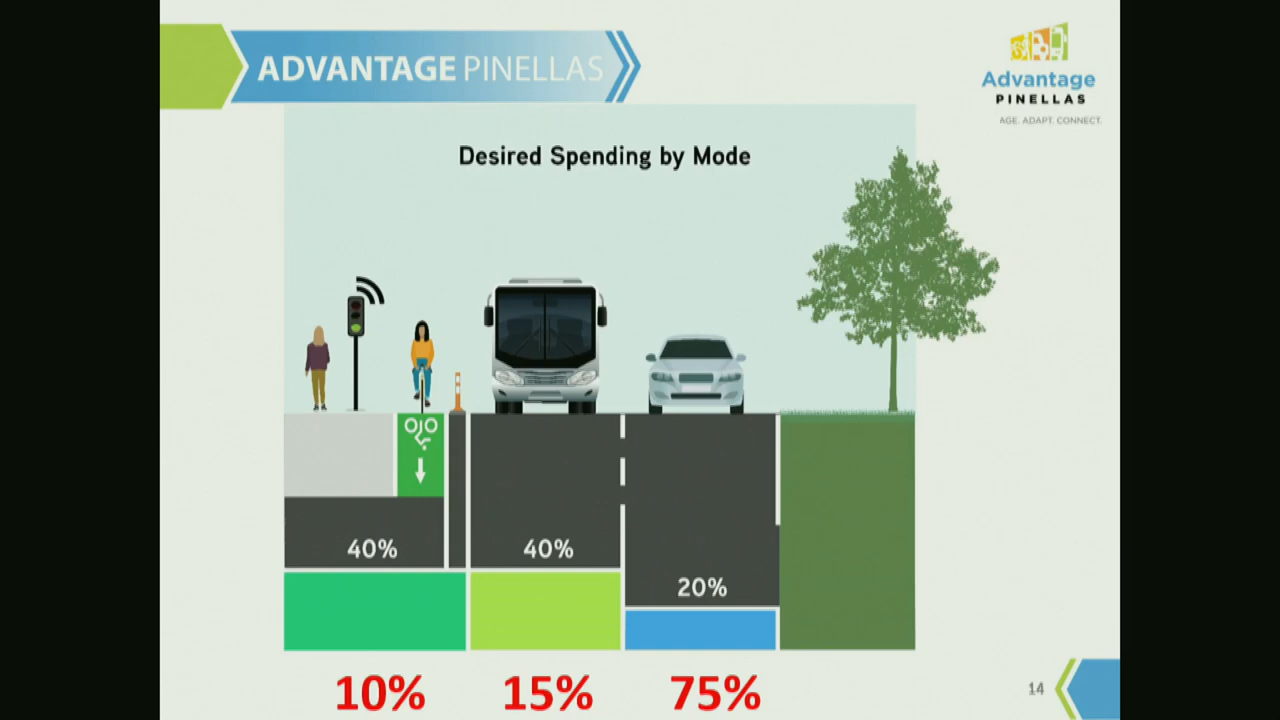 ADVANTAGE PINELLAS
Advantage
PINELLAS
AGE. ADAPT. CONNECT.
Desired Spending by Mode
40%
40%
20%
10%
15%
75%
14